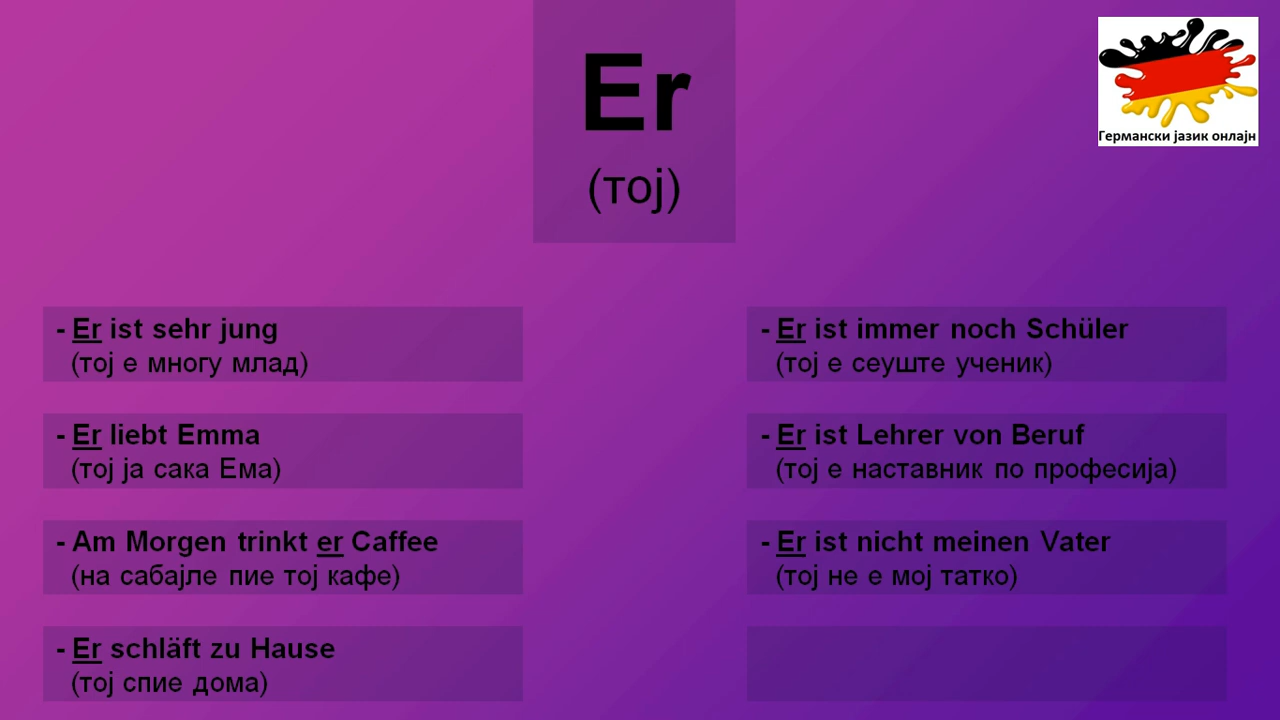 Er
(тој)
Германски јазик онлајн
- Er ist sehr jung
(тој е многу млад)
- Er liebt Emma
(тој ја сака Ема)
- Am Morgen trinkt er Caffee
(на сабајле пие тој кафе)
- Er schläft zu Hause
(тој спие дома)
- Er ist immer noch Schüler
(тој е сеуште ученик)
- Er ist Lehrer von Beruf
(тој е наставник по професија)
- Er ist nicht meinen Vater
(тој не е мој татко)